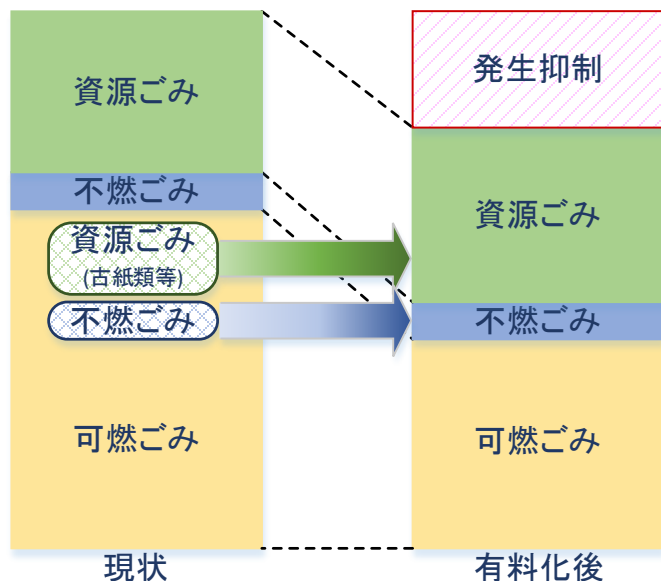 資源ごみ
不燃ごみ
資源ごみ
(古紙類等)
不燃ごみ
可燃ごみ
現状
発生抑制
資源ごみ
不燃ごみ
可燃ごみ
有料化後